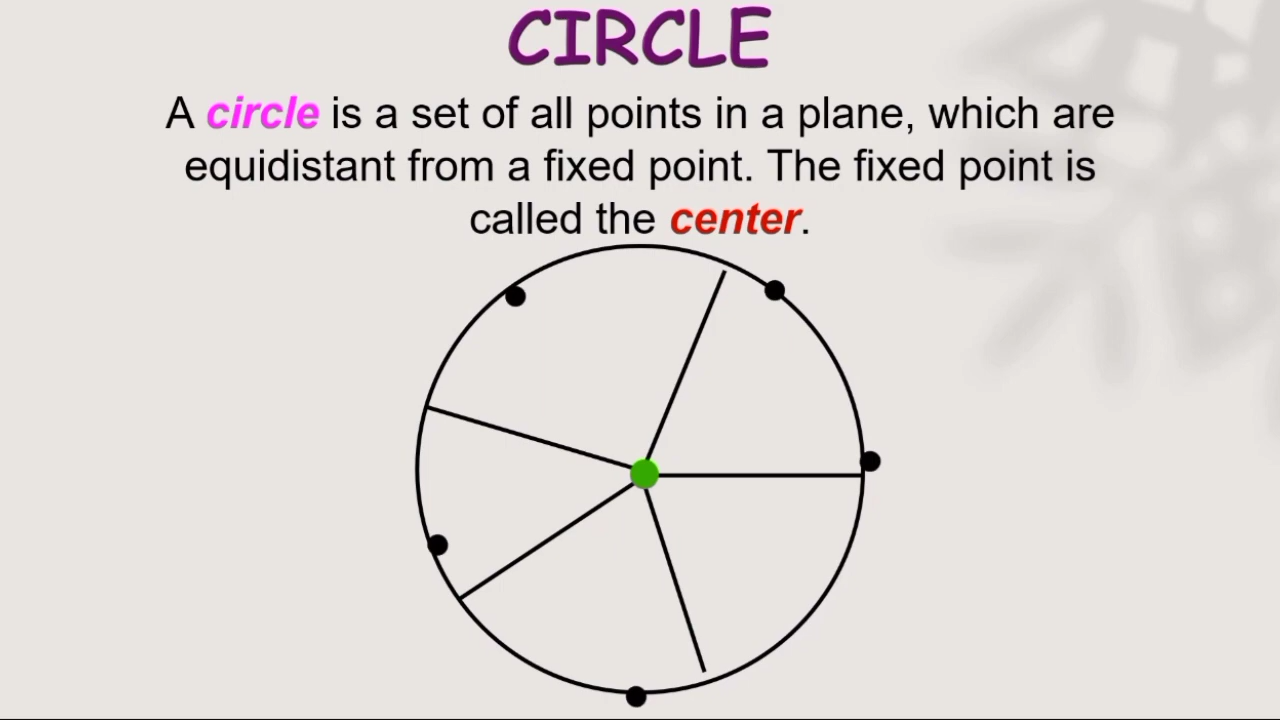 CIRCLE
A circle is a set of all points in a plane, which are
equidistant from a fixed point. The fixed point is
called the center.